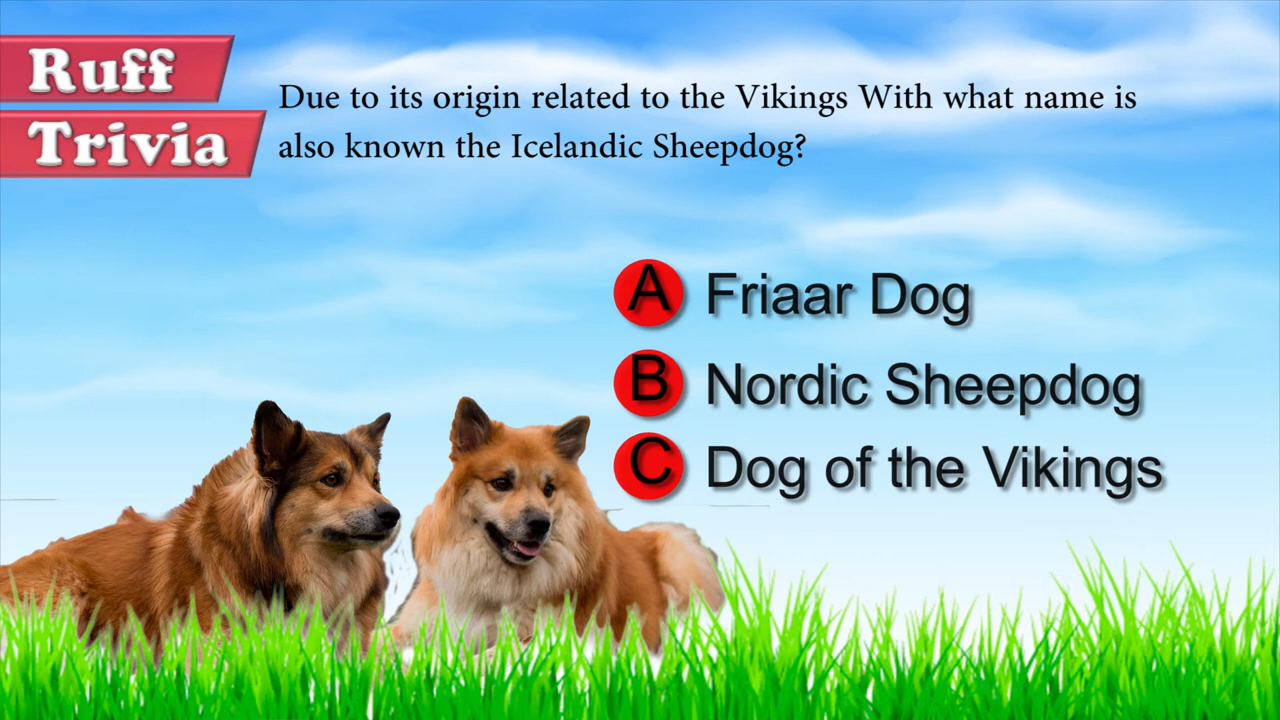 Ruff
Trivia
Due to its origin related to the Vikings With what name is
also known the Icelandic Sheepdog?
A Friaar Dog
B Nordic Sheepdog
C Dog of the Vikings